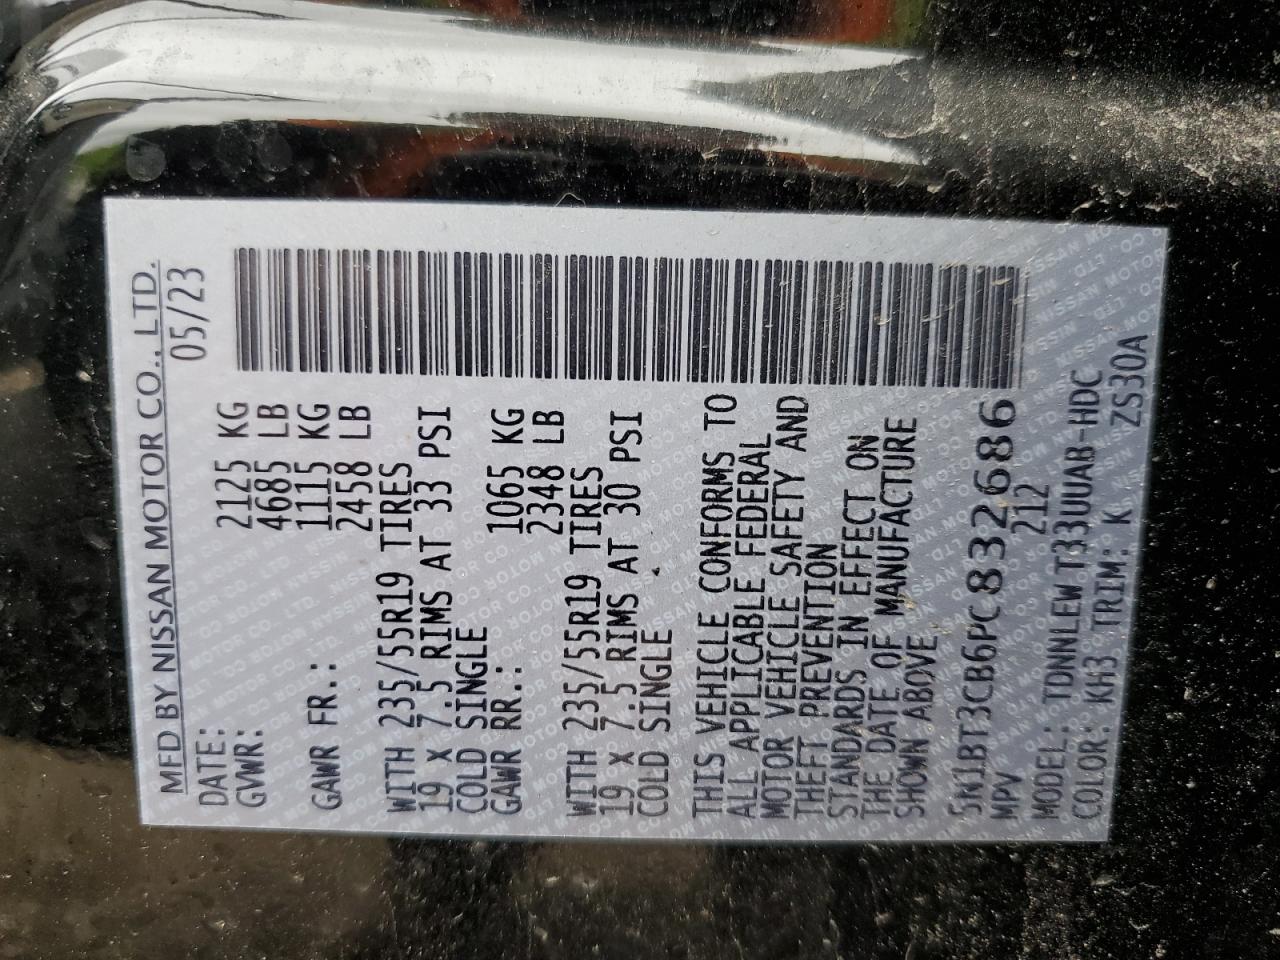 MFD BY NISSAN MOTOR CO., LTD.
DATE: 05/23
GVWR: 2125 KG
4685 LB
GAWR FR.: 1115 KG
2458 LB
WITH 235/55R19 TIRES
19 X 7.5 RIMS AT 33 PSI
COLD SINGLE
GAWR RR.: 1065 KG
2348 LB
WITH 235/55R19 TIRES
19 X 7.5 RIMS AT 30 PSI
COLD SINGLE
THIS VEHICLE CONFORMS TO
ALL APPLICABLE FEDERAL
MOTOR VEHICLE SAFETY AND
THEFT PREVENTION
STANDARDS IN EFFECT ON
THE DATE OF MANUFACTURE
SHOWN ABOVE
5N1BT3CB6PC832686
MPV 212
MODEL: TDNNLEWT33UUAB-HDC
COLOR: KH3 TRIM: K ZS30A